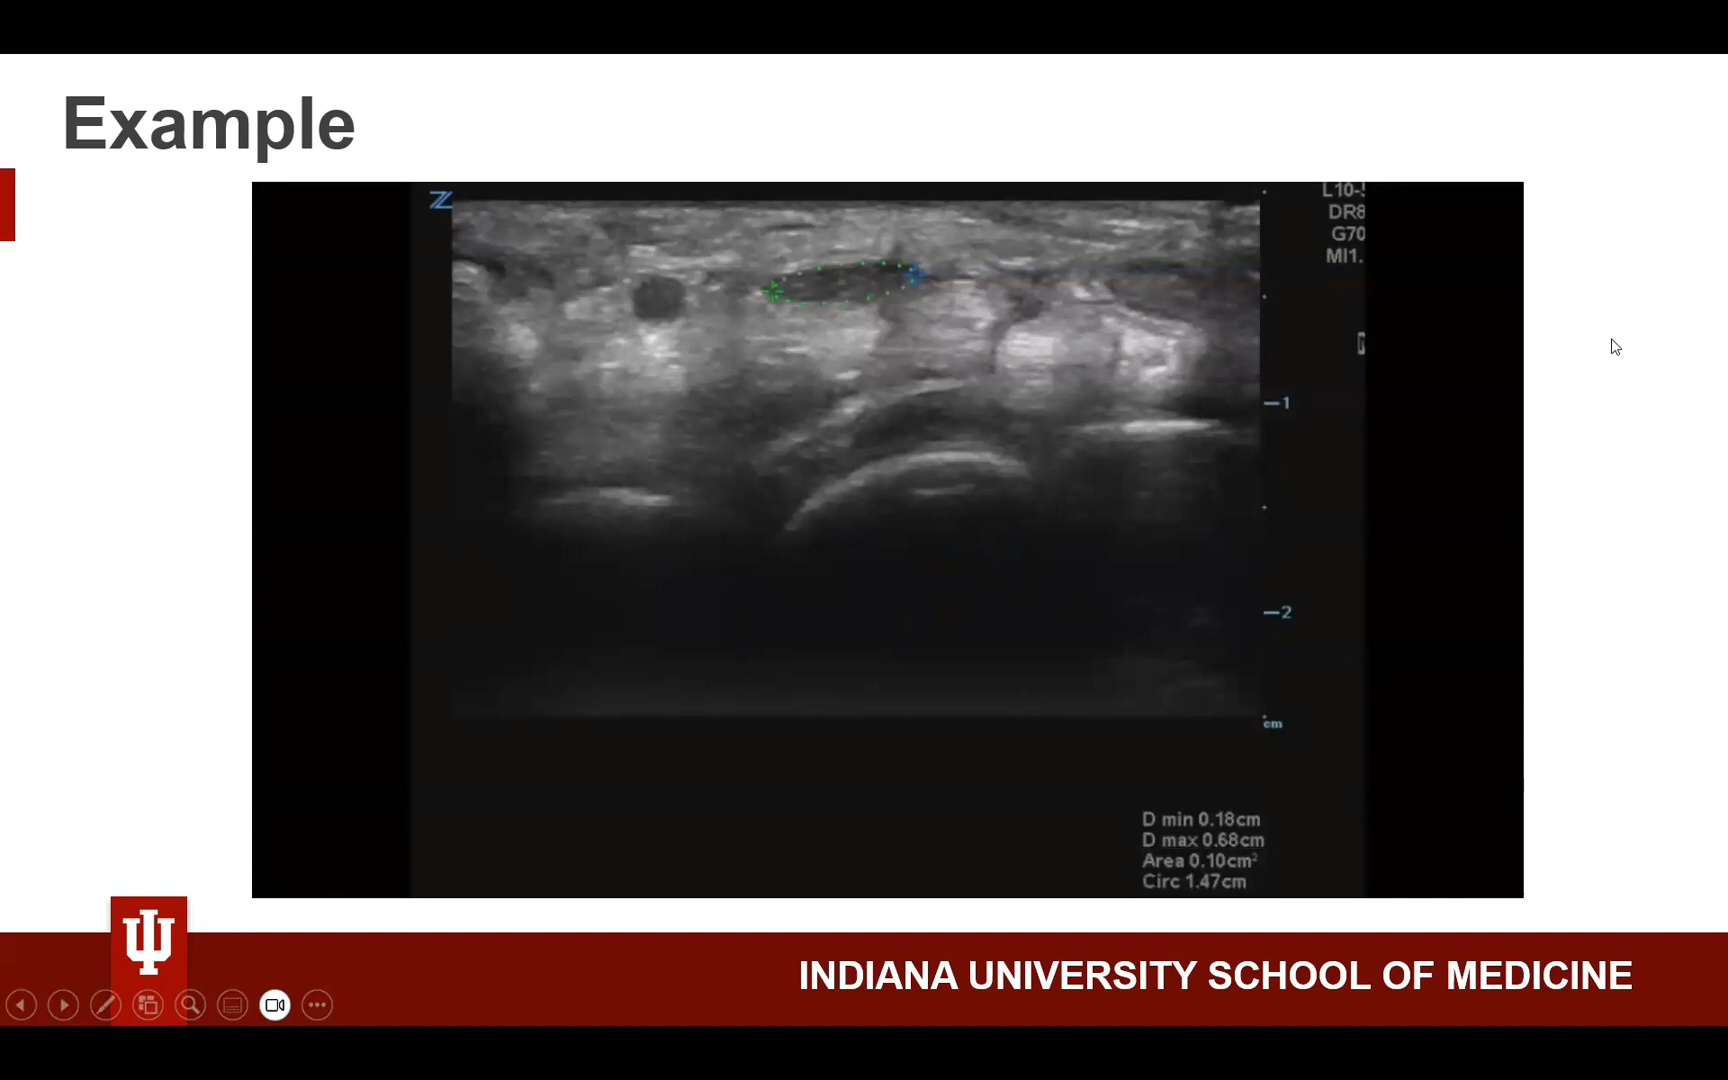 Example
L10-
DR8
G70
MI1.
1
2
cm
D min 0.18cm
D max 0.68cm
Area 0.10cm²
Circ 1.47cm
INDIANA UNIVERSITY SCHOOL OF MEDICINE